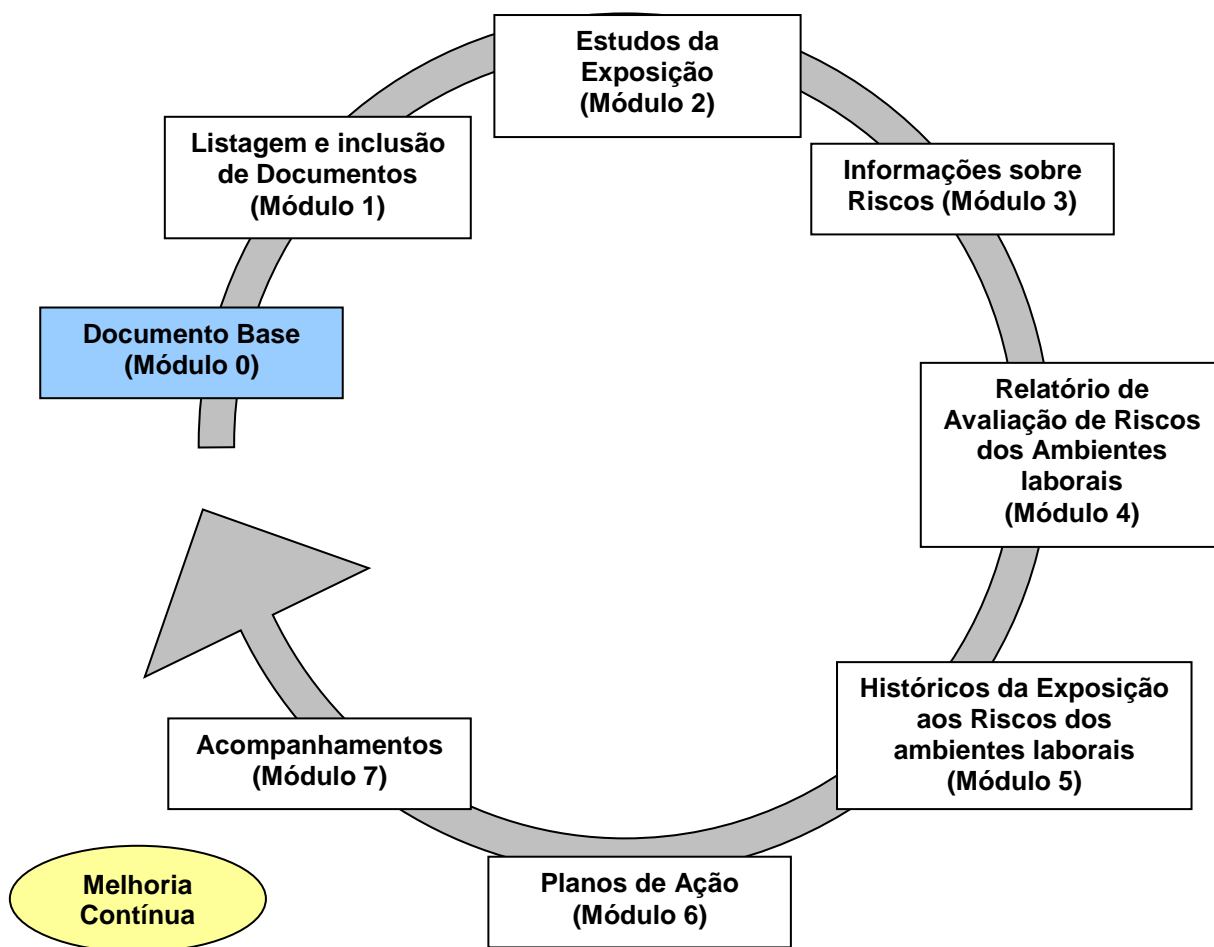 Estudos da
Exposição
(Módulo 2)
Listagem e inclusão
de Documentos
(Módulo 1)
Informações sobre
Riscos (Módulo 3)
Documento Base
(Módulo 0)
Relatório de
Avaliação de Riscos
dos Ambientes
laborais
(Módulo 4)
Históricos da Exposição
aos Riscos dos
ambientes laborais
(Módulo 5)
Acompanhamentos
(Módulo 7)
Planos de Ação
(Módulo 6)
Melhoria
Contínua